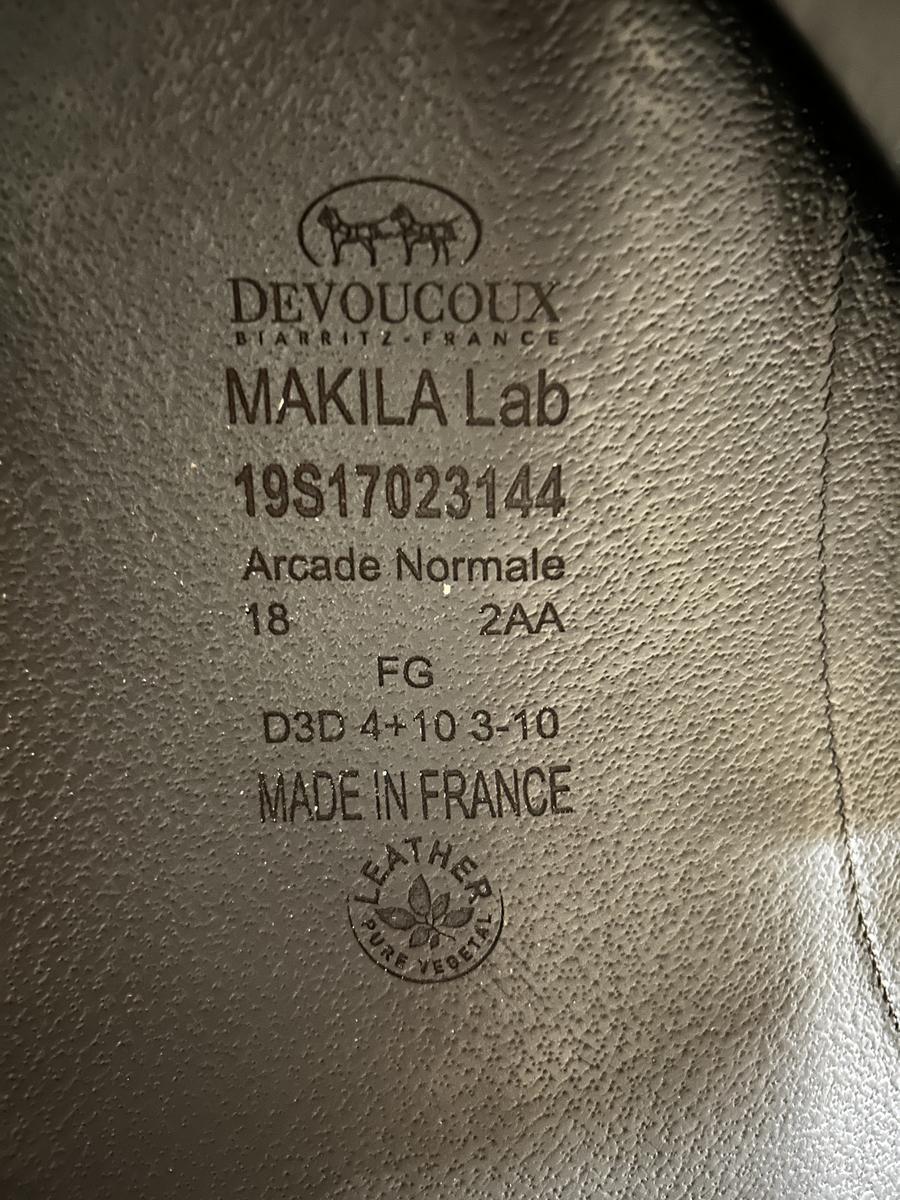 DEVOUCOUX
BIARRITZ-FRANCE
MAKILA Lab
19S17023144
Arcade Normale
18 2AA
FG
D3D 4+10 3-10
MADE IN FRANCE
LEATHER
PURE VEGETAL